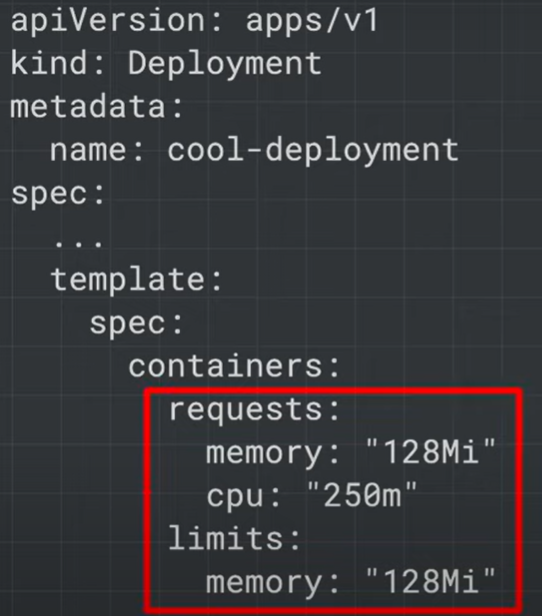 apiVersion: apps/v1
kind: Deployment
metadata:
  name: cool-deployment
spec:
  ...
  template:
    spec:
      containers:
        requests:
          memory: "128Mi"
          cpu: "250m"
        limits:
          memory: "128Mi"